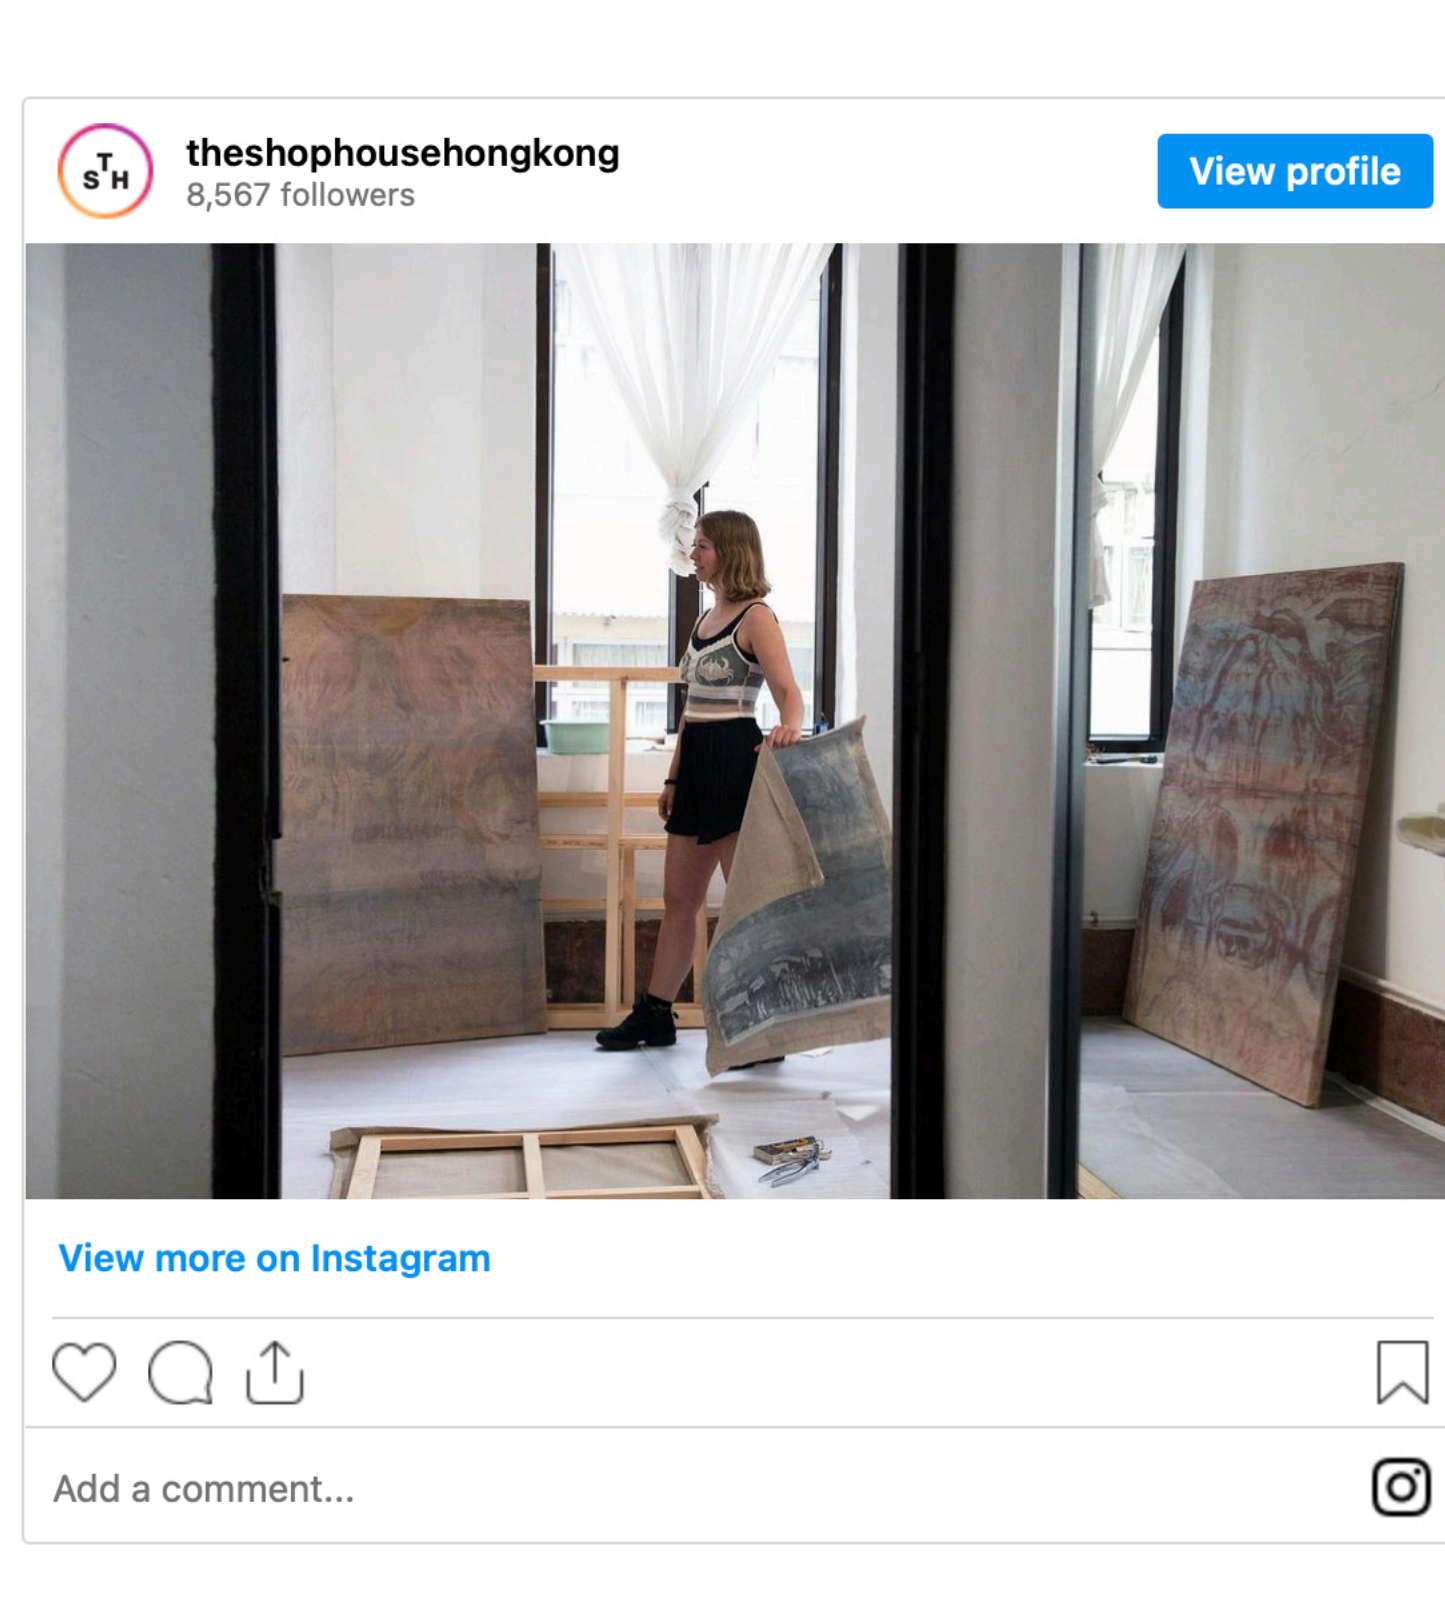 STH
theshophousehongkong
8,567 followers
View profile
View more on Instagram
Add a comment...